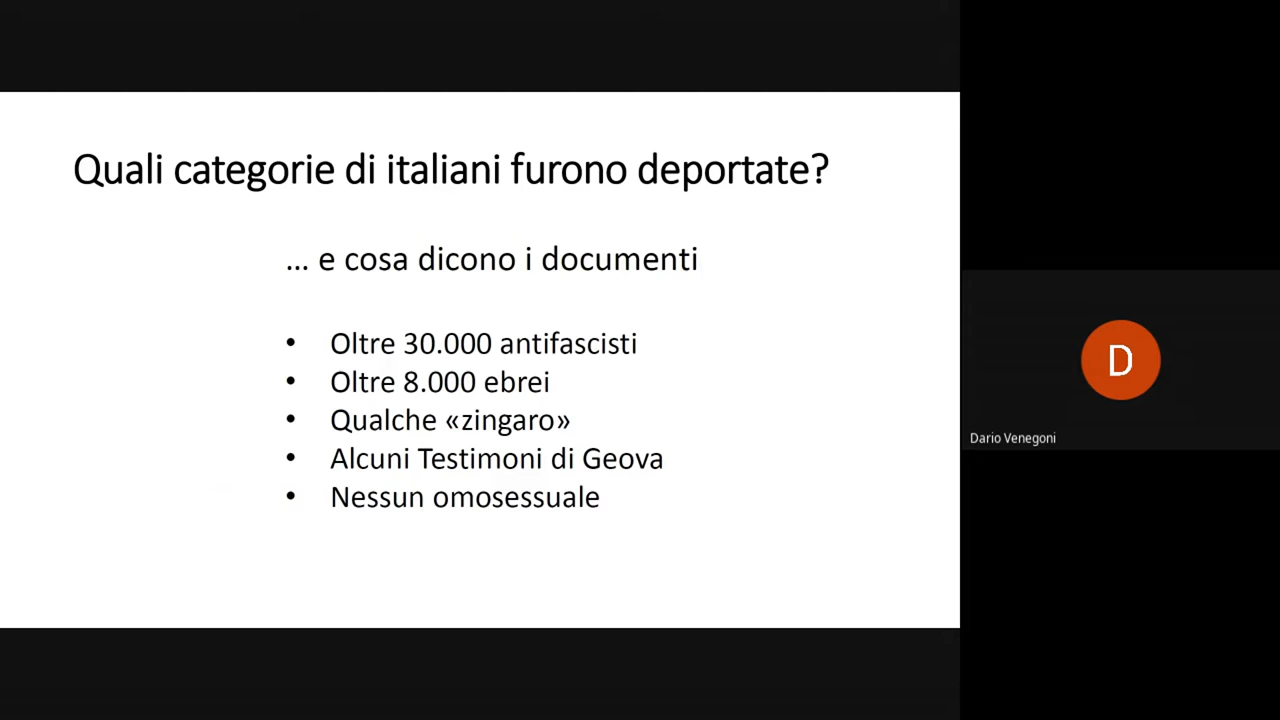 Quali categorie di italiani furono deportate?
... e cosa dicono i documenti
• Oltre 30.000 antifascisti
• Oltre 8.000 ebrei
• Qualche «zingaro»
• Alcuni Testimoni di Geova
• Nessun omosessuale
D
Dario Venegoni